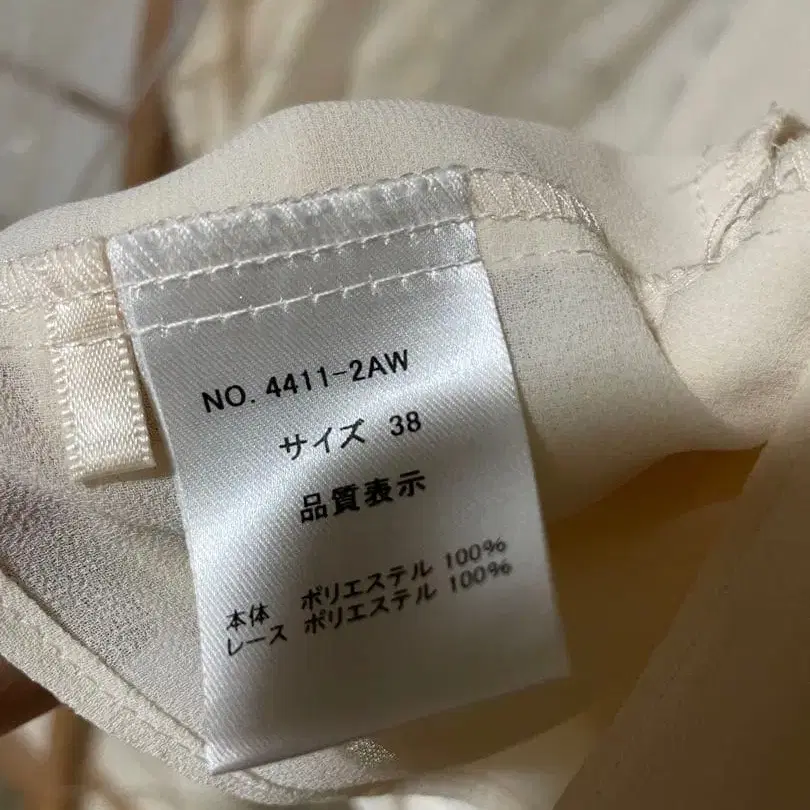 NO. 4411-2AW
サイズ 38
品質表示
本体 ポリエステル 100%
レース ポリエステル 100%